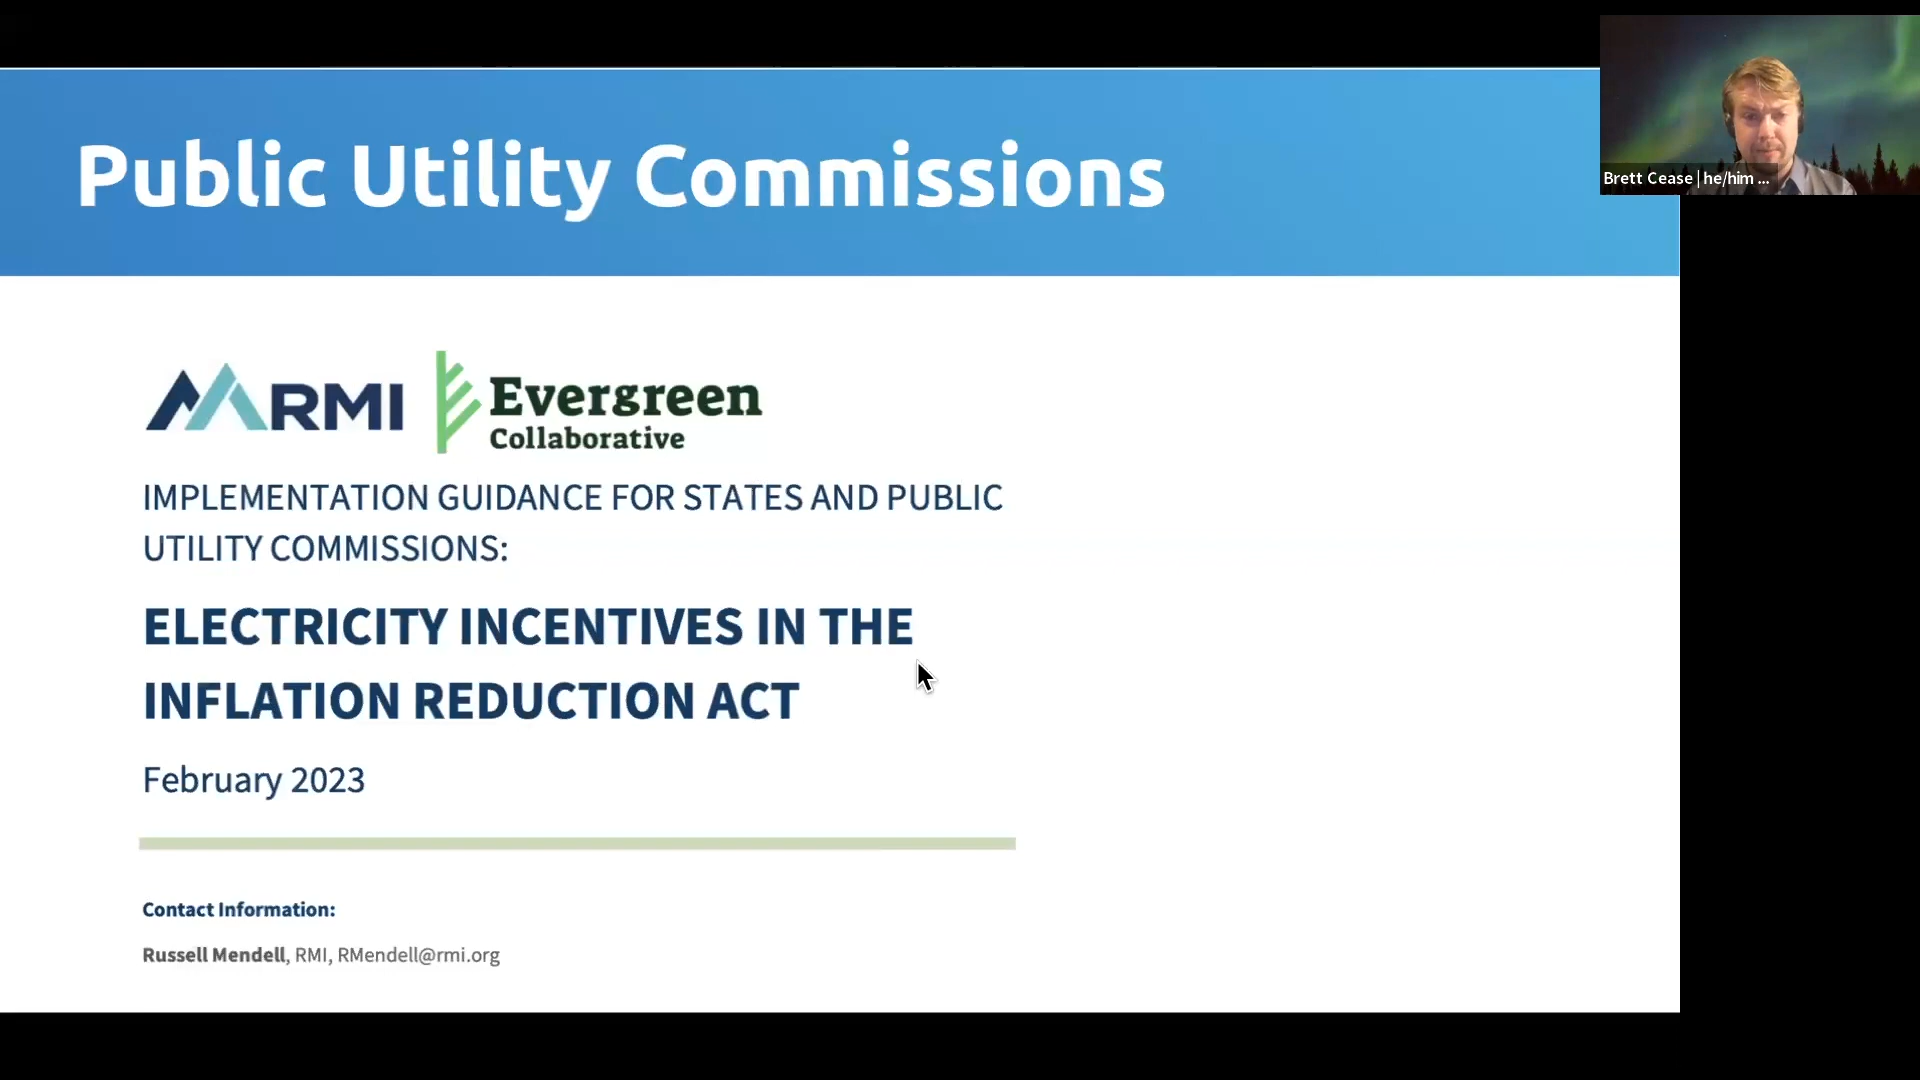 Public Utility Commissions
Brett Cease | he/him ...
RMI
Evergreen
Collaborative
IMPLEMENTATION GUIDANCE FOR STATES AND PUBLIC
UTILITY COMMISSIONS:
ELECTRICITY INCENTIVES IN THE
INFLATION REDUCTION ACT
February 2023
Contact Information:
Russell Mendell, RMI, RMendell@rmi.org